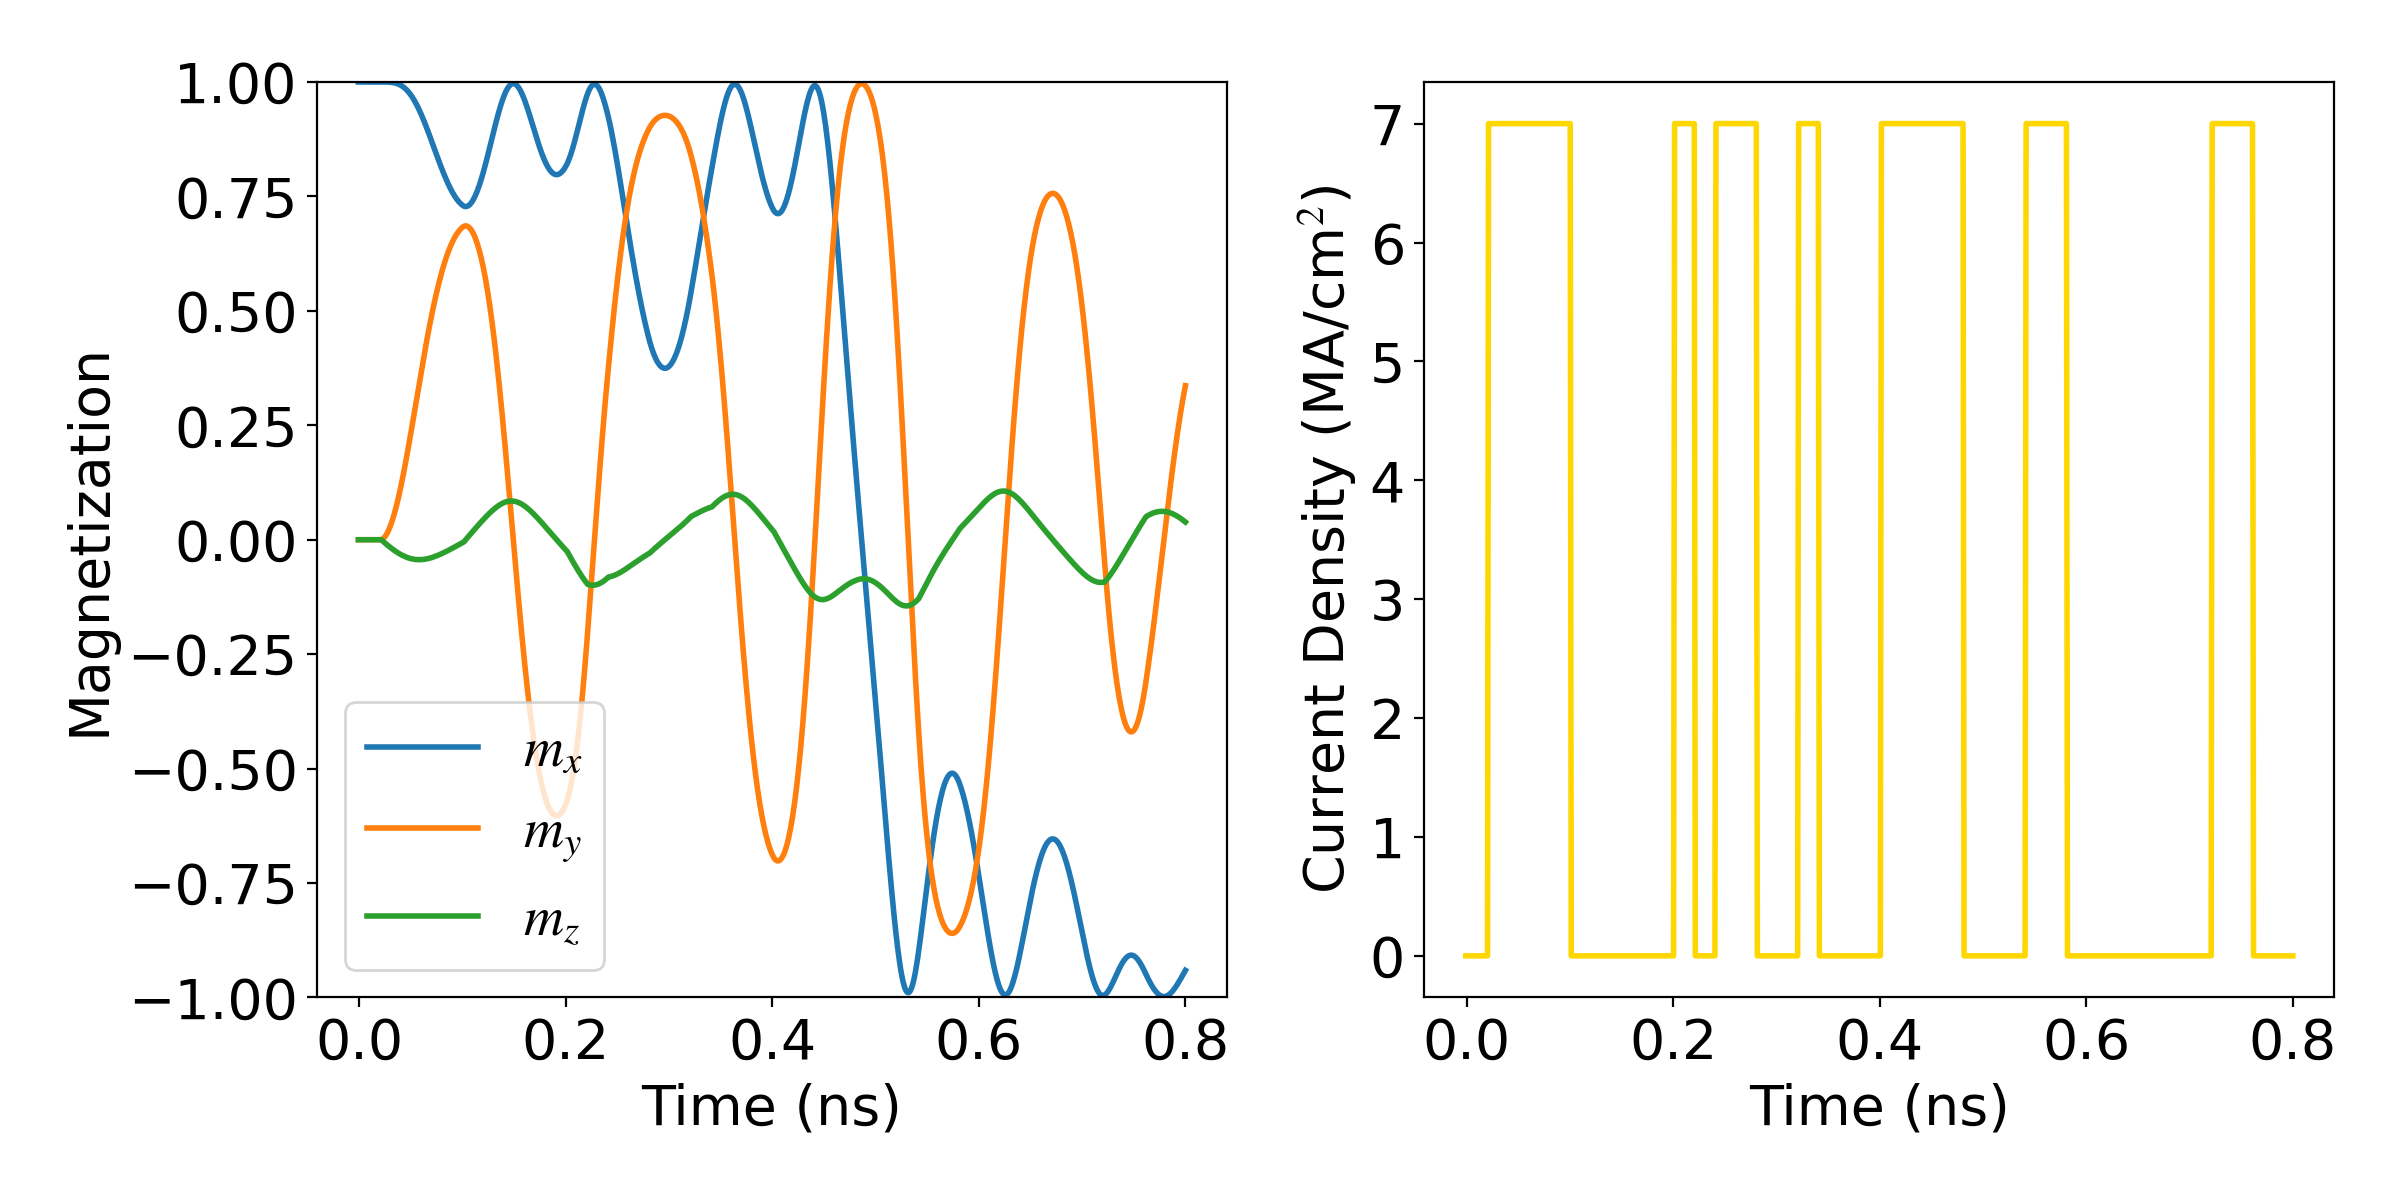 Magnetization
1.00
0.75
0.50
0.25
0.00
−0.25
−0.50
−0.75
−1.00
m_x
m_y
m_z
0.0 0.2 0.4 0.6 0.8
Time (ns)
Current Density (MA/cm²)
7
6
5
4
3
2
1
0
0.0 0.2 0.4 0.6 0.8
Time (ns)